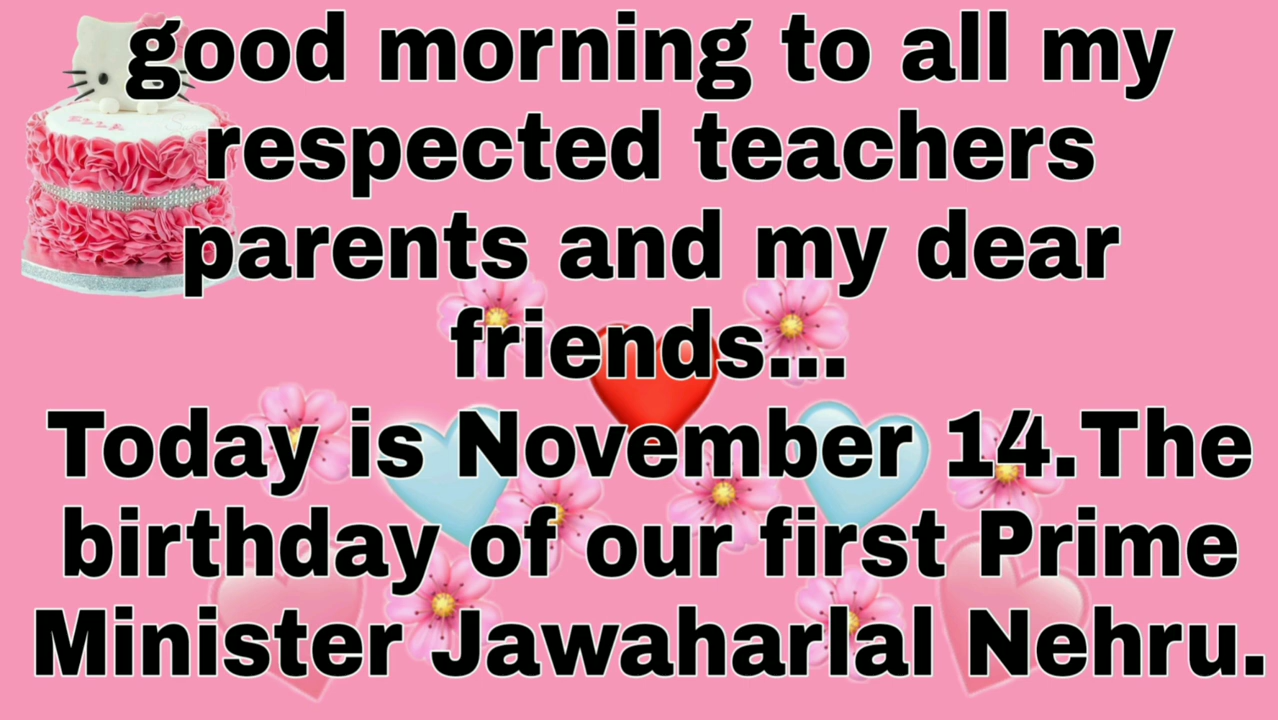 good morning to all my
respected teachers
parents and my dear
friends...
Today is November 14.The
birthday of our first Prime
Minister Jawaharlal Nehru.